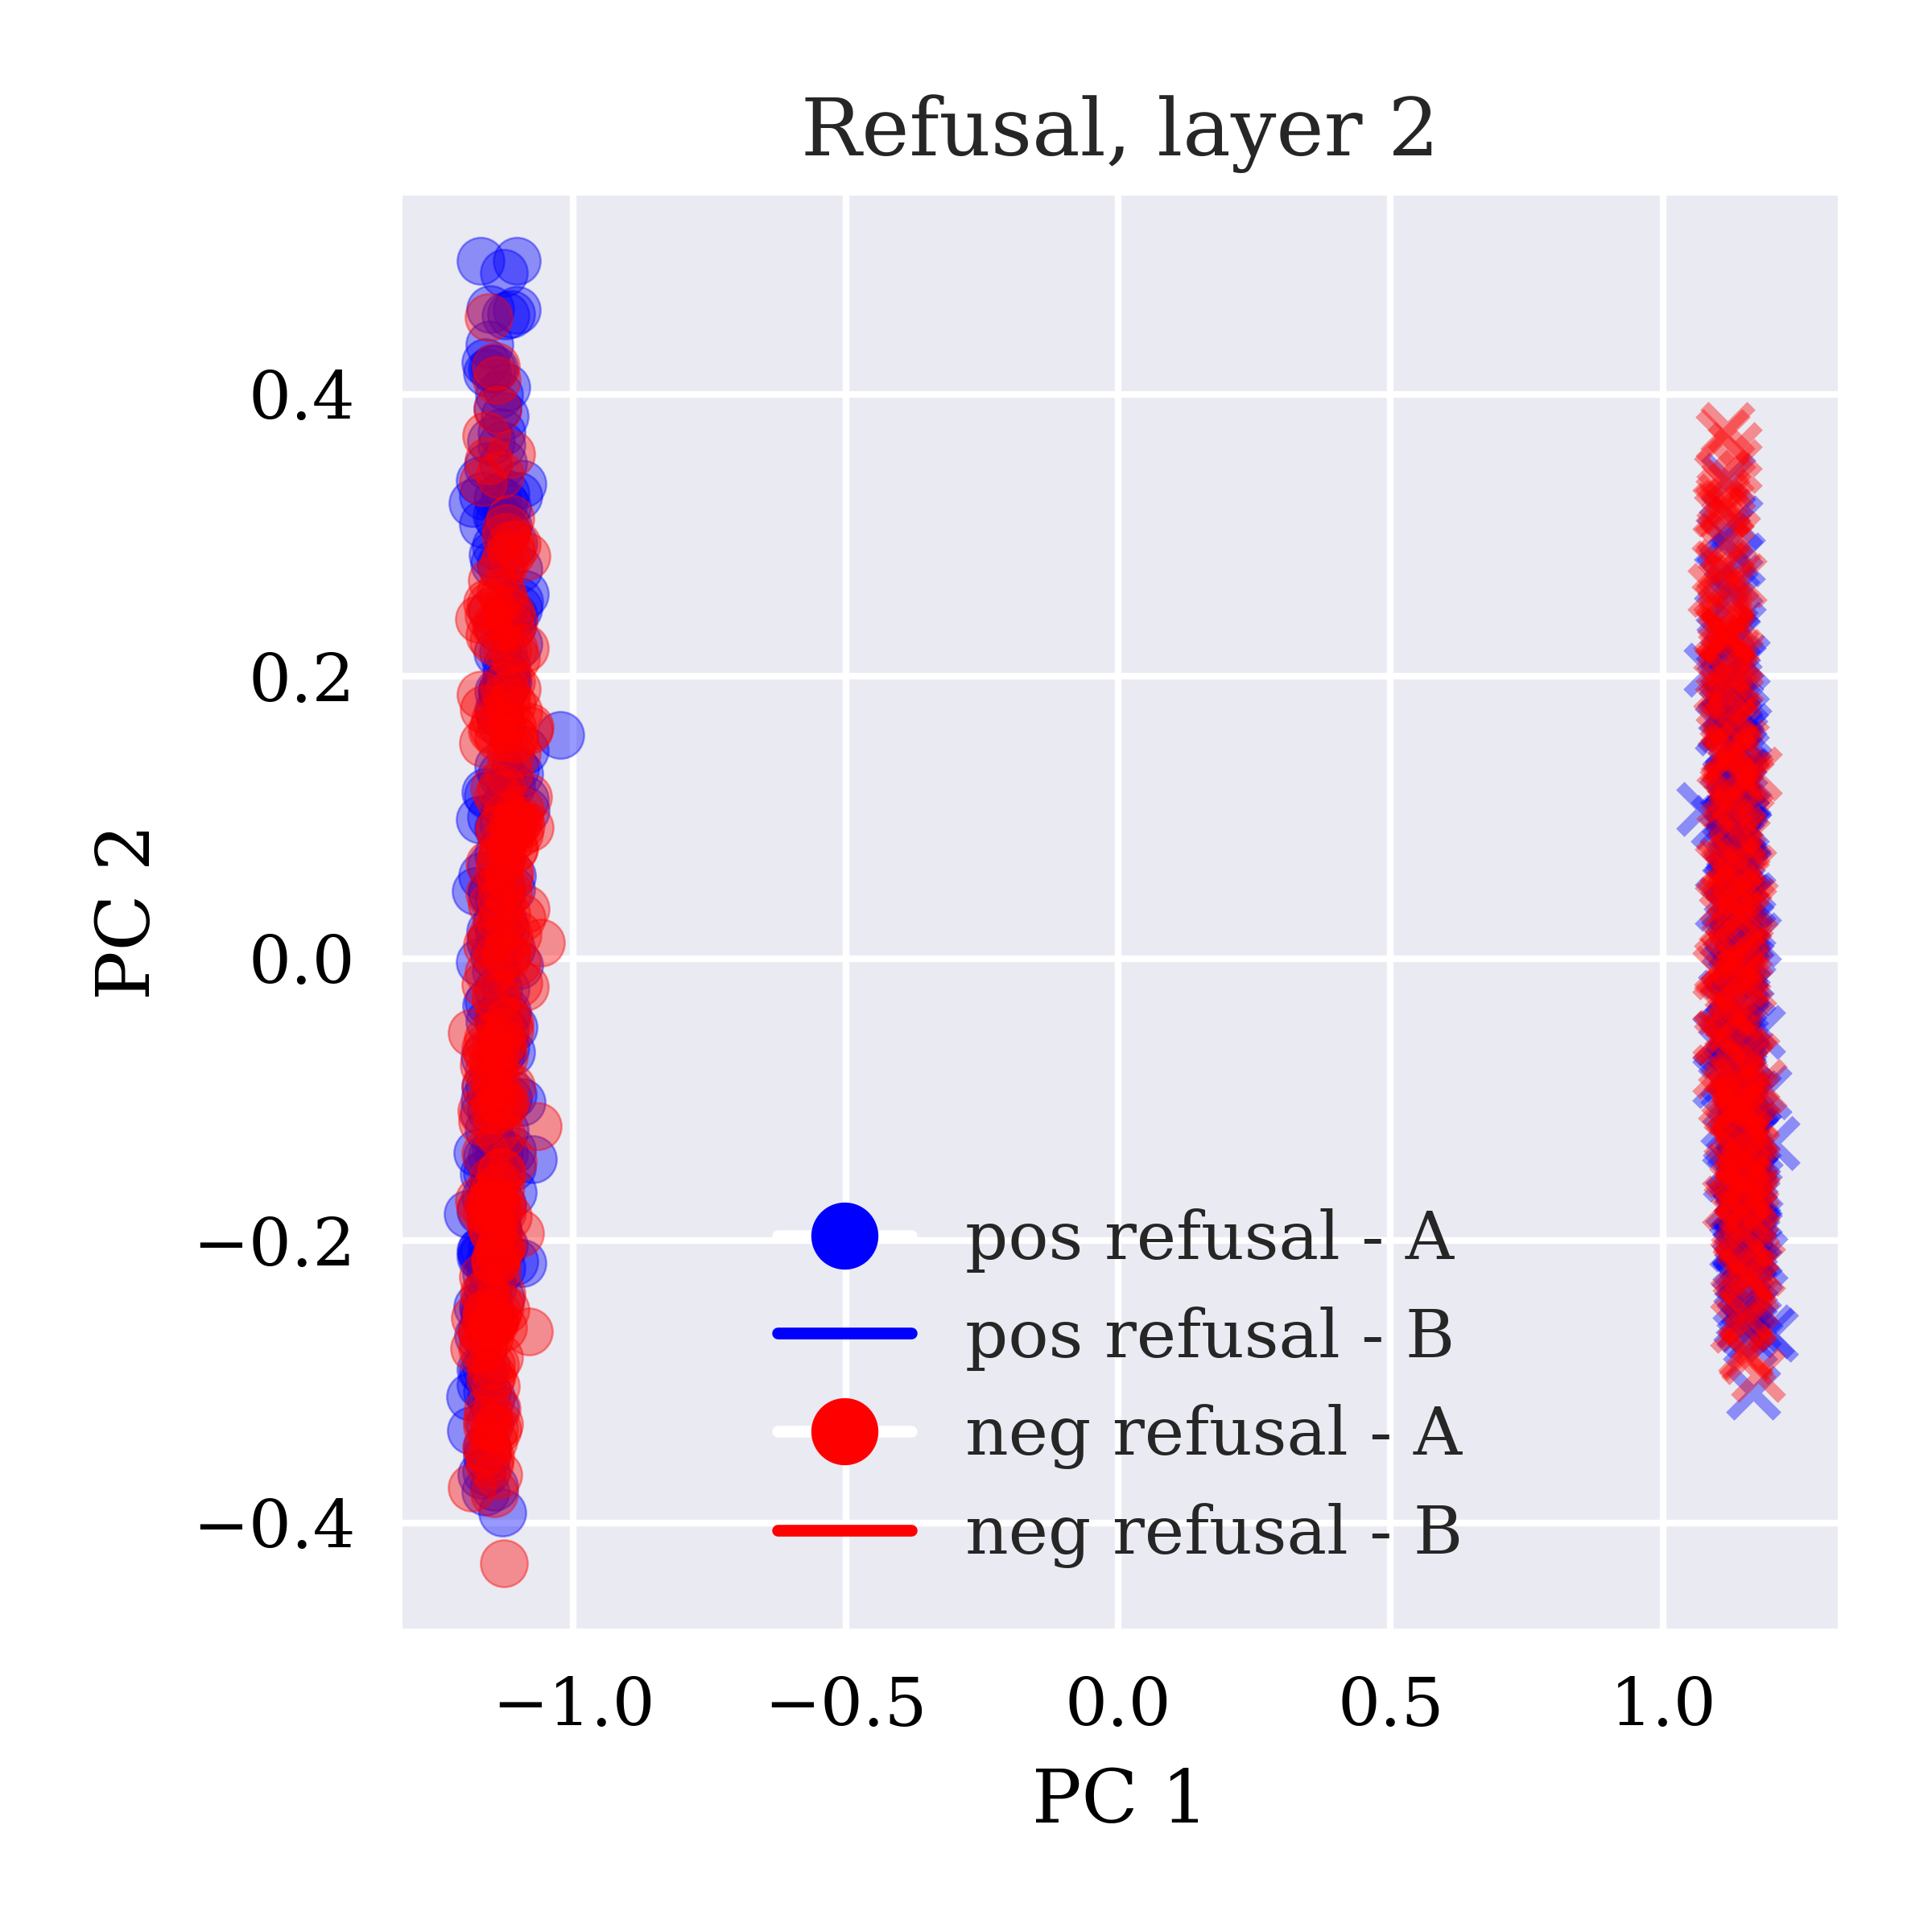 Refusal, layer 2
PC 2
0.4
0.2
0.0
−0.2
−0.4
pos refusal - A
pos refusal - B
neg refusal - A
neg refusal - B
−1.0 −0.5 0.0 0.5 1.0
PC 1